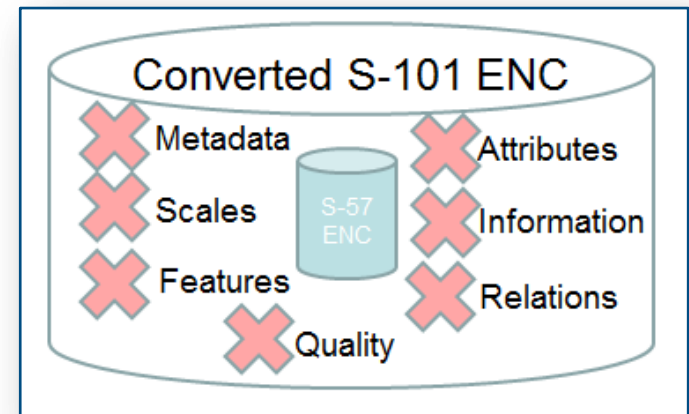 Converted S-101 ENC
Metadata
Attributes
Scales
S-57
ENC
Information
Features
Relations
Quality